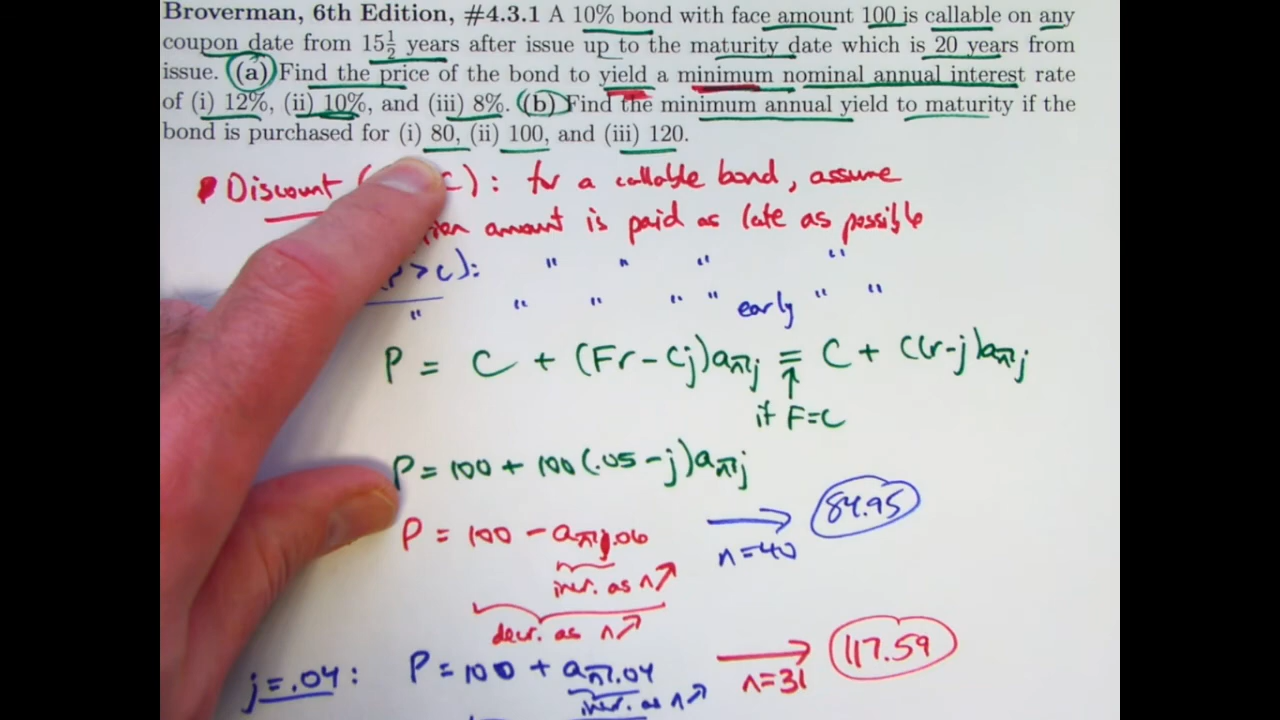 Broverman, 6th Edition, #4.3.1 A 10% bond with face amount 100 is callable on any
coupon date from 15½ years after issue up to the maturity date which is 20 years from
issue. (a) Find the price of the bond to yield a minimum nominal annual interest rate
of (i) 12%, (ii) 10%, and (iii) 8%. (b) Find the minimum annual yield to maturity if the
bond is purchased for (i) 80, (ii) 100, and (iii) 120.
Discount ( C): for a callable bond, assume
amount is paid as late as possible
>C): " " " "
" " " " " early " "
P = C + (Fr - Cj)a_n⌉j = C + C(r-j)a_n⌉j
if F=C
P = 100 + 100(.05 - j)a_n⌉j
P = 100 - a_n⌉.06 → n=40 84.95
incr. as n↗
decr. as n↗
j=.04: P = 100 + a_n⌉.04 → n=31 117.59
incr. as n↗